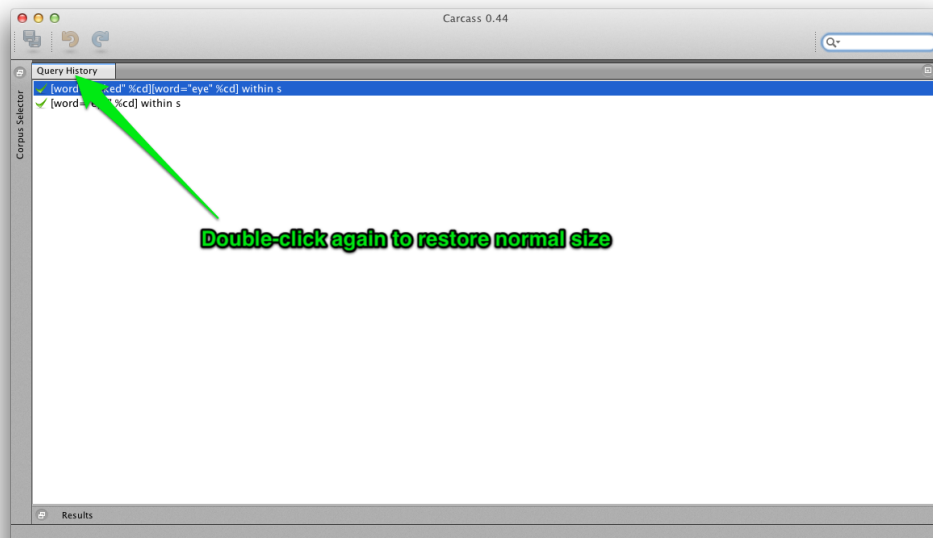 Carcass 0.44
Query History
[word= ked" %cd][word="eye" %cd] within s
[word= " %cd] within s
Corpus Selector
Double-click again to restore normal size
Results